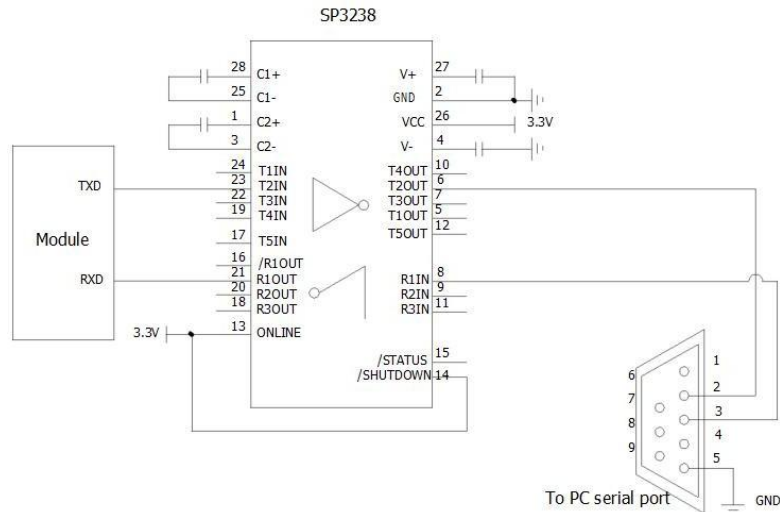 SP3238
28 C1+ V+ 27
25 C1- GND 2
1 C2+ VCC 26 3.3V
3 C2- V- 4
24 T1IN T4OUT 10
TXD 23 T2IN T2OUT 6
22 T3IN T3OUT 7
19 T4IN T1OUT 5
17 T5IN T5OUT 12
Module
16 /R1OUT
RXD 21 R1OUT R1IN 8
20 R2OUT R2IN 9
18 R3OUT R3IN 11
3.3V 13 ONLINE
/STATUS 15
/SHUTDOWN 14
1
6
2
7
3
8
4
9
5
To PC serial port
GND